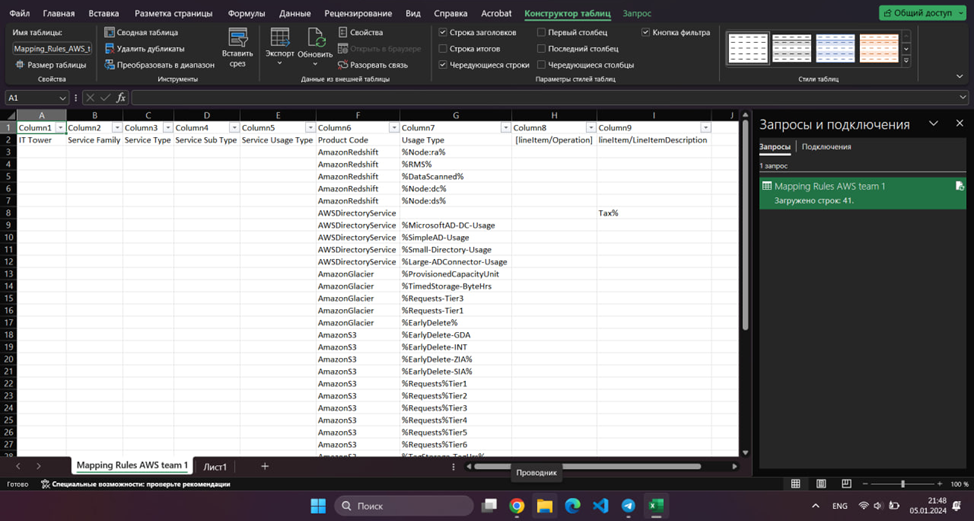 Файл Главная Вставка Разметка страницы Формулы Данные Рецензирование Вид Справка Acrobat Конструктор таблиц Запрос Общий доступ
Имя таблицы:
Mapping_Rules_AWS_t
Размер таблицы
Свойства
Сводная таблица
Удалить дубликаты
Преобразовать в диапазон
Инструменты
Вставить срез
Экспорт Обновить
Свойства
Открыть в браузере
Разорвать связь
Данные из внешней таблицы
Строка заголовков Первый столбец Кнопка фильтра
Строка итогов Последний столбец
Чередующиеся строки Чередующиеся столбцы
Параметры стилей таблиц
Стили таблиц
A1 fx
A B C D E F G H I
1 Column1 Column2 Column3 Column4 Column5 Column6 Column7 Column8 Column9
2 IT Tower Service Family Service Type Service Sub Type Service Usage Type Product Code Usage Type [lineItem/Operation] lineItem/LineItemDescription
3 AmazonRedshift %Node:ra%
4 AmazonRedshift %RMS%
5 AmazonRedshift %DataScanned%
6 AmazonRedshift %Node:dc%
7 AmazonRedshift %Node:ds%
8 AWSDirectoryService Tax%
9 AWSDirectoryService %MicrosoftAD-DC-Usage
10 AWSDirectoryService %SimpleAD-Usage
11 AWSDirectoryService %Small-Directory-Usage
12 AWSDirectoryService %Large-ADConnector-Usage
13 AmazonGlacier %ProvisionedCapacityUnit
14 AmazonGlacier %TimedStorage-ByteHrs
15 AmazonGlacier %Requests-Tier3
16 AmazonGlacier %Requests-Tier1
17 AmazonGlacier %EarlyDelete%
18 AmazonS3 %EarlyDelete-GDA
19 AmazonS3 %EarlyDelete-INT
20 AmazonS3 %EarlyDelete-ZIA%
21 AmazonS3 %EarlyDelete-SIA%
22 AmazonS3 %Requests%Tier1
23 AmazonS3 %Requests%Tier2
24 AmazonS3 %Requests%Tier3
25 AmazonS3 %Requests%Tier4
26 AmazonS3 %Requests%Tier5
27 AmazonS3 %Requests%Tier6
28 AmazonS3 %TagStorage-TagHrs%
Запросы и подключения
Запросы Подключения
1 запрос
Mapping Rules AWS team 1
Загружено строк: 41.
Mapping Rules AWS team 1 Лист1
Проводник
Готово Специальные возможности: проверьте рекомендации 100 %
Поиск
ENG
21:48
05.01.2024